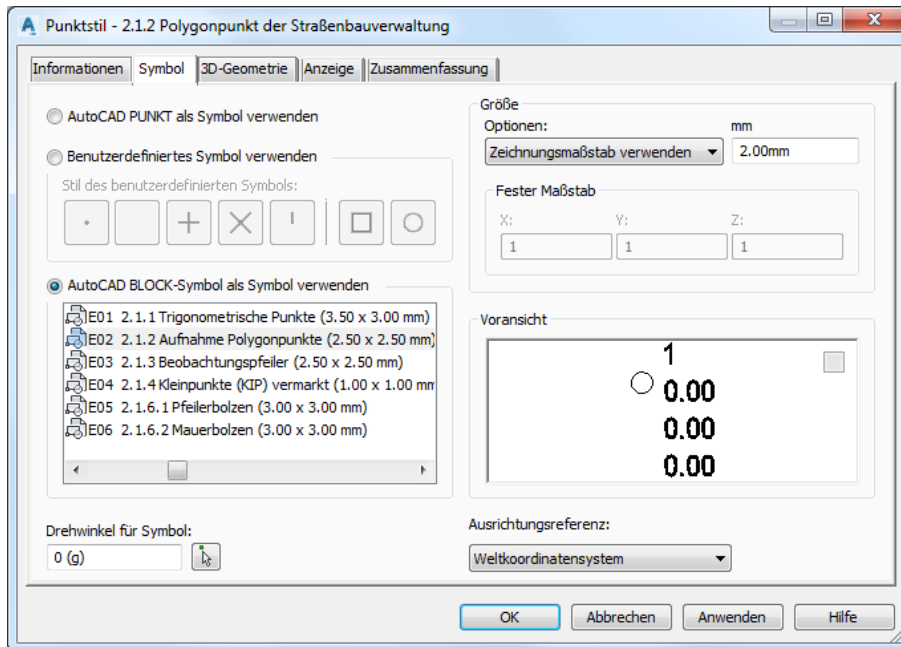 Punktstil - 2.1.2 Polygonpunkt der Straßenbauverwaltung
Informationen Symbol 3D-Geometrie Anzeige Zusammenfassung
AutoCAD PUNKT als Symbol verwenden
Benutzerdefiniertes Symbol verwenden
Stil des benutzerdefinierten Symbols:
AutoCAD BLOCK-Symbol als Symbol verwenden
E01 2.1.1 Trigonometrische Punkte (3.50 x 3.00 mm)
E02 2.1.2 Aufnahme Polygonpunkte (2.50 x 2.50 mm)
E03 2.1.3 Beobachtungspfeiler (2.50 x 2.50 mm)
E04 2.1.4 Kleinpunkte (KIP) vermarkt (1.00 x 1.00 mm
E05 2.1.6.1 Pfeilerbolzen (3.00 x 3.00 mm)
E06 2.1.6.2 Mauerbolzen (3.00 x 3.00 mm)
Drehwinkel für Symbol:
0 (g)
Größe
Optionen: mm
Zeichnungsmaßstab verwenden 2.00mm
Fester Maßstab
X: Y: Z:
1 1 1
Voransicht
1
0.00
0.00
0.00
Ausrichtungsreferenz:
Weltkoordinatensystem
OK Abbrechen Anwenden Hilfe